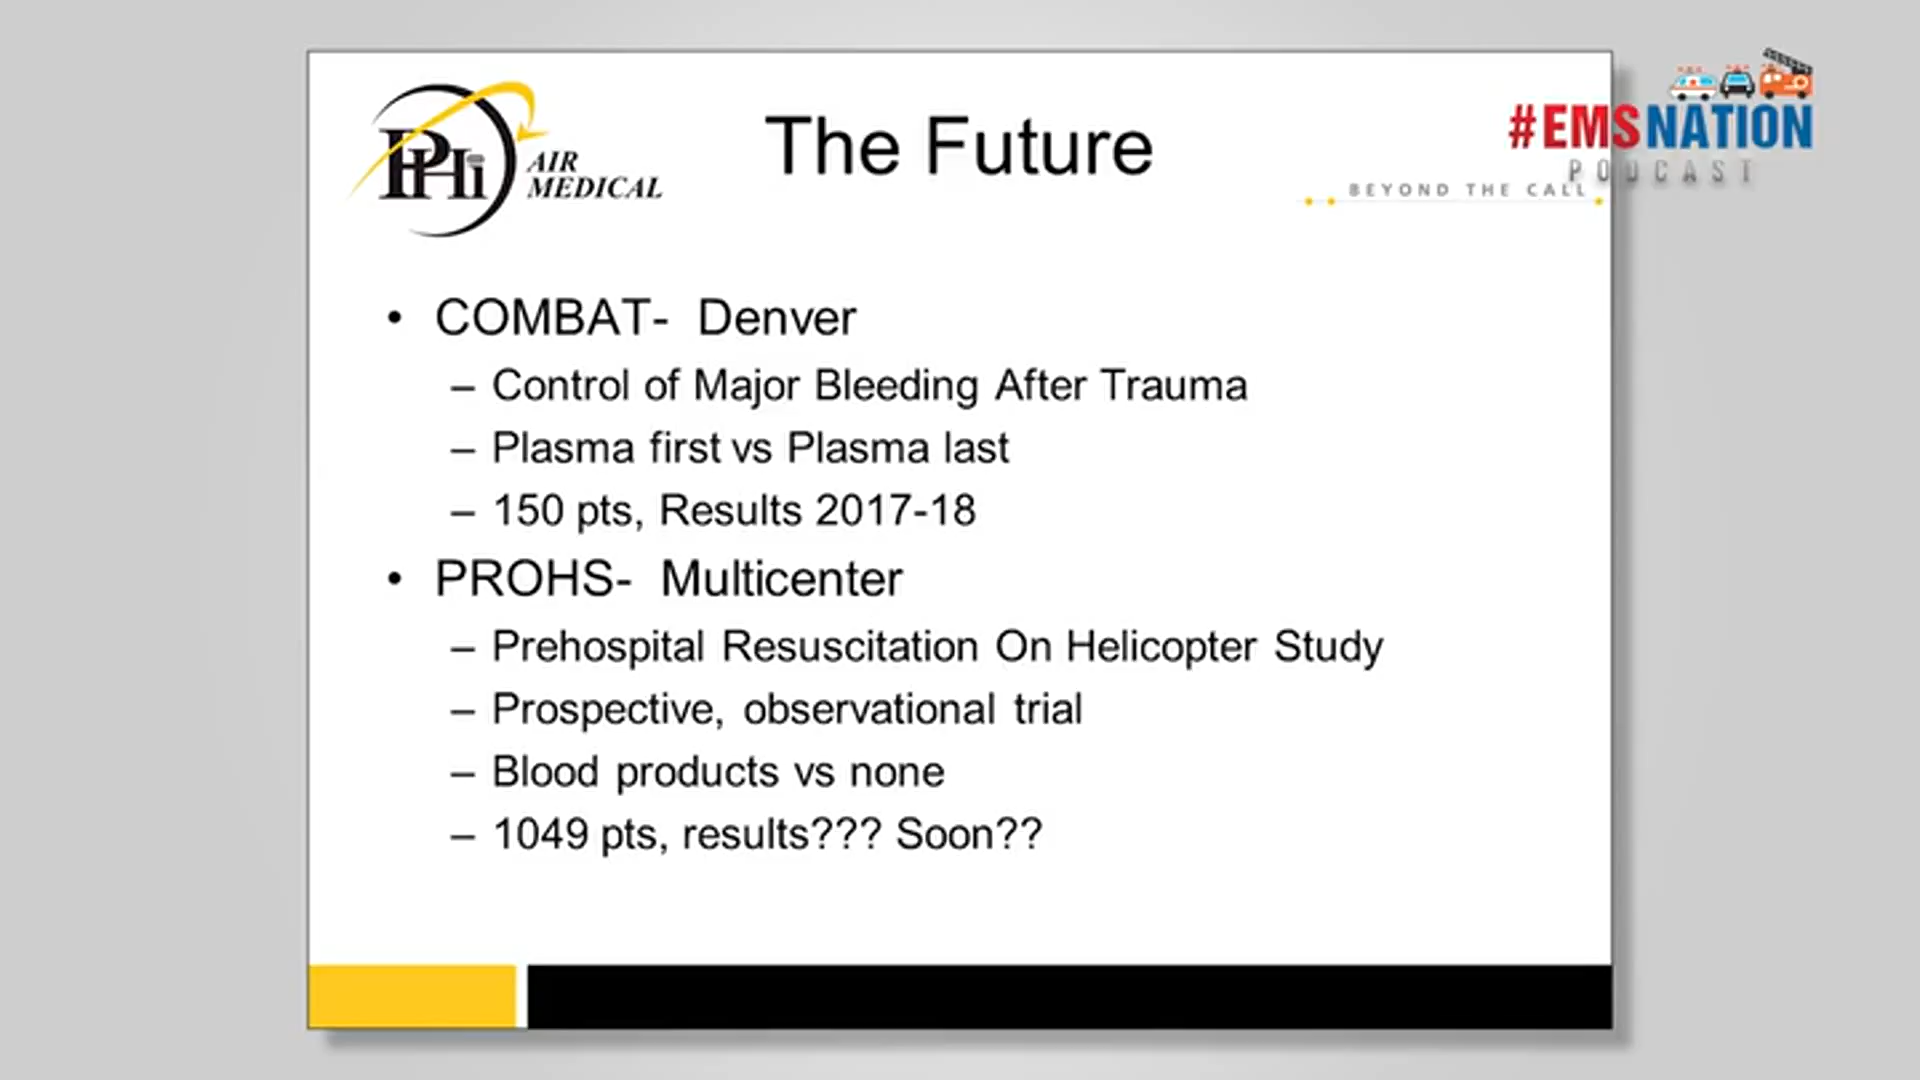 PHi AIR MEDICAL
The Future
#EMSNATION
PODCAST
BEYOND THE CALL
• COMBAT- Denver
– Control of Major Bleeding After Trauma
– Plasma first vs Plasma last
– 150 pts, Results 2017-18
• PROHS- Multicenter
– Prehospital Resuscitation On Helicopter Study
– Prospective, observational trial
– Blood products vs none
– 1049 pts, results??? Soon??